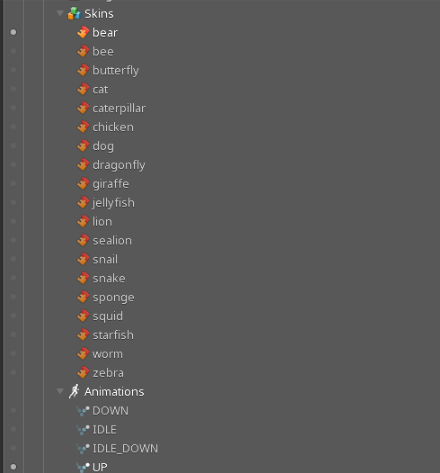 Skins
bear
bee
butterfly
cat
caterpillar
chicken
dog
dragonfly
giraffe
jellyfish
lion
sealion
snail
snake
sponge
squid
starfish
worm
zebra
Animations
DOWN
IDLE
IDLE_DOWN
UP